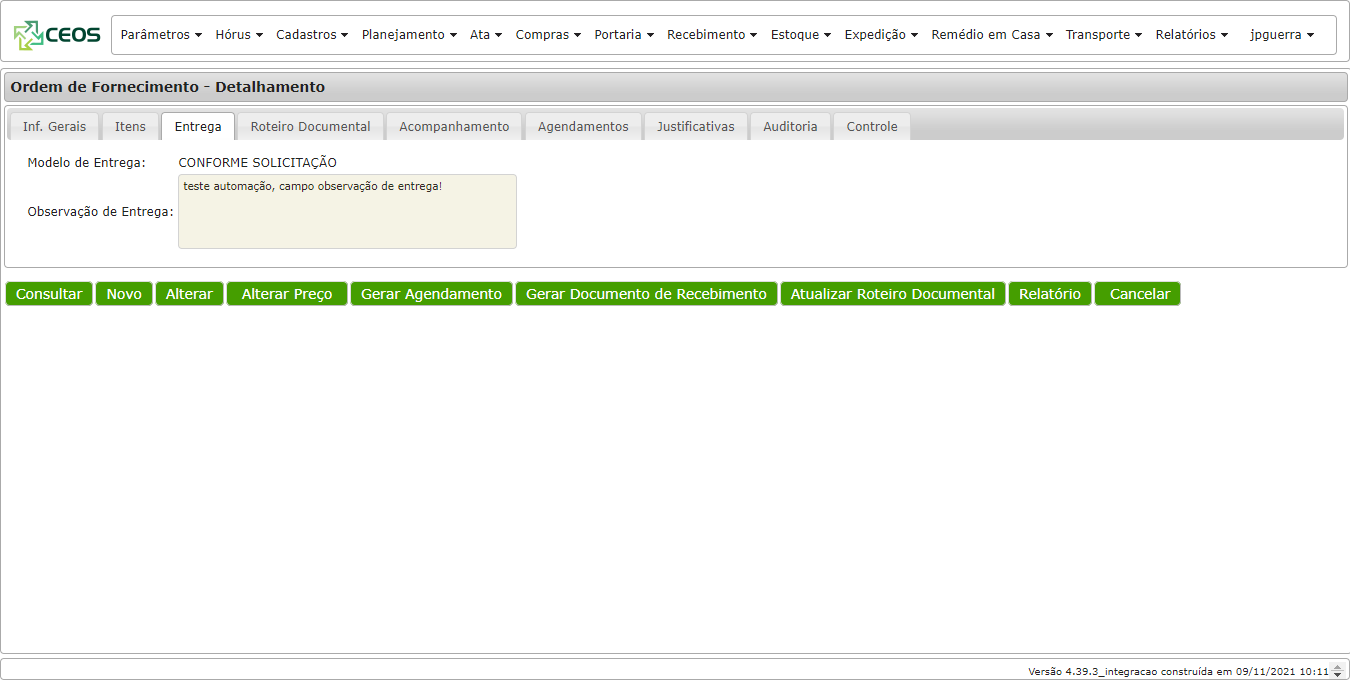 CEOS Parâmetros Hórus Cadastros Planejamento Ata Compras Portaria Recebimento Estoque Expedição Remédio em Casa Transporte Relatórios jpguerra
Ordem de Fornecimento - Detalhamento
Inf. Gerais Itens Entrega Roteiro Documental Acompanhamento Agendamentos Justificativas Auditoria Controle
Modelo de Entrega: CONFORME SOLICITAÇÃO
teste automação, campo observação de entrega!
Observação de Entrega:
Consultar Novo Alterar Alterar Preço Gerar Agendamento Gerar Documento de Recebimento Atualizar Roteiro Documental Relatório Cancelar
Versão 4.39.3_integracao construída em 09/11/2021 10:11